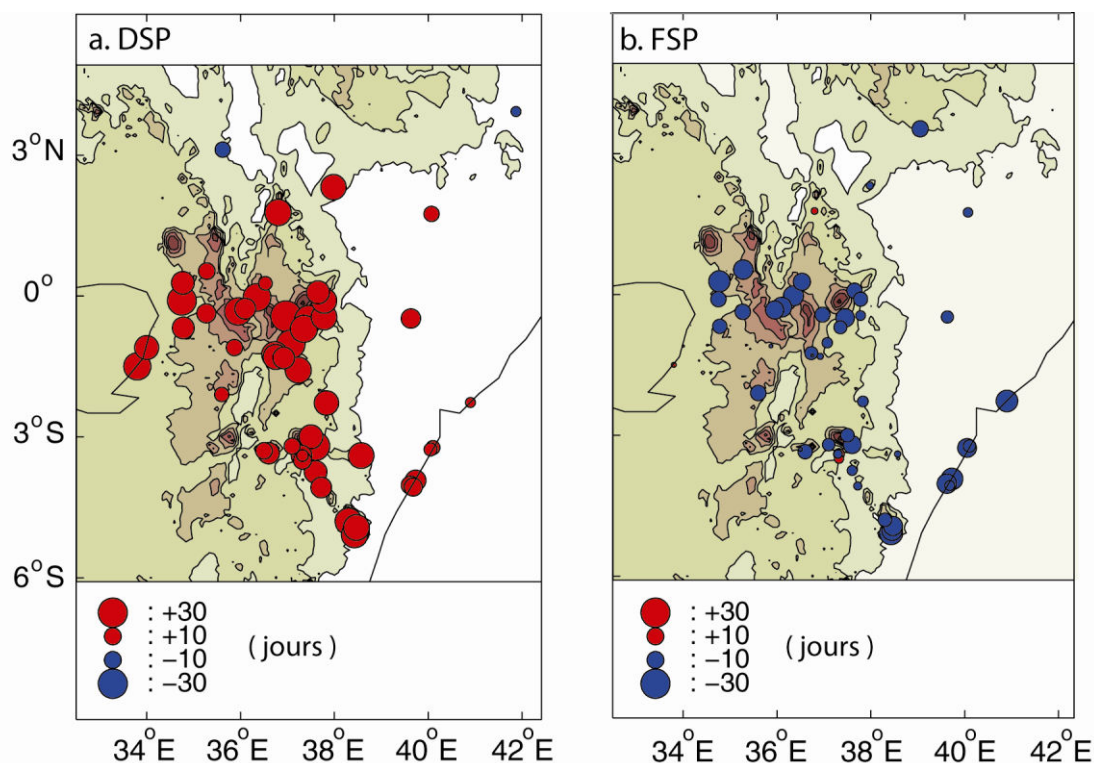 a. DSP
3°N
0°
3°S
6°S
: +30
: +10
: −10
: −30
( jours )
34°E 36°E 38°E 40°E 42°E
b. FSP
: +30
: +10
: −10
: −30
( jours )
34°E 36°E 38°E 40°E 42°E